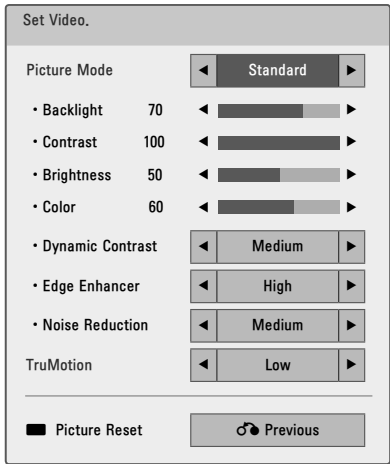 Set Video.
Picture Mode Standard
• Backlight 70
• Contrast 100
• Brightness 50
• Color 60
• Dynamic Contrast Medium
• Edge Enhancer High
• Noise Reduction Medium
TruMotion Low
Picture Reset Previous